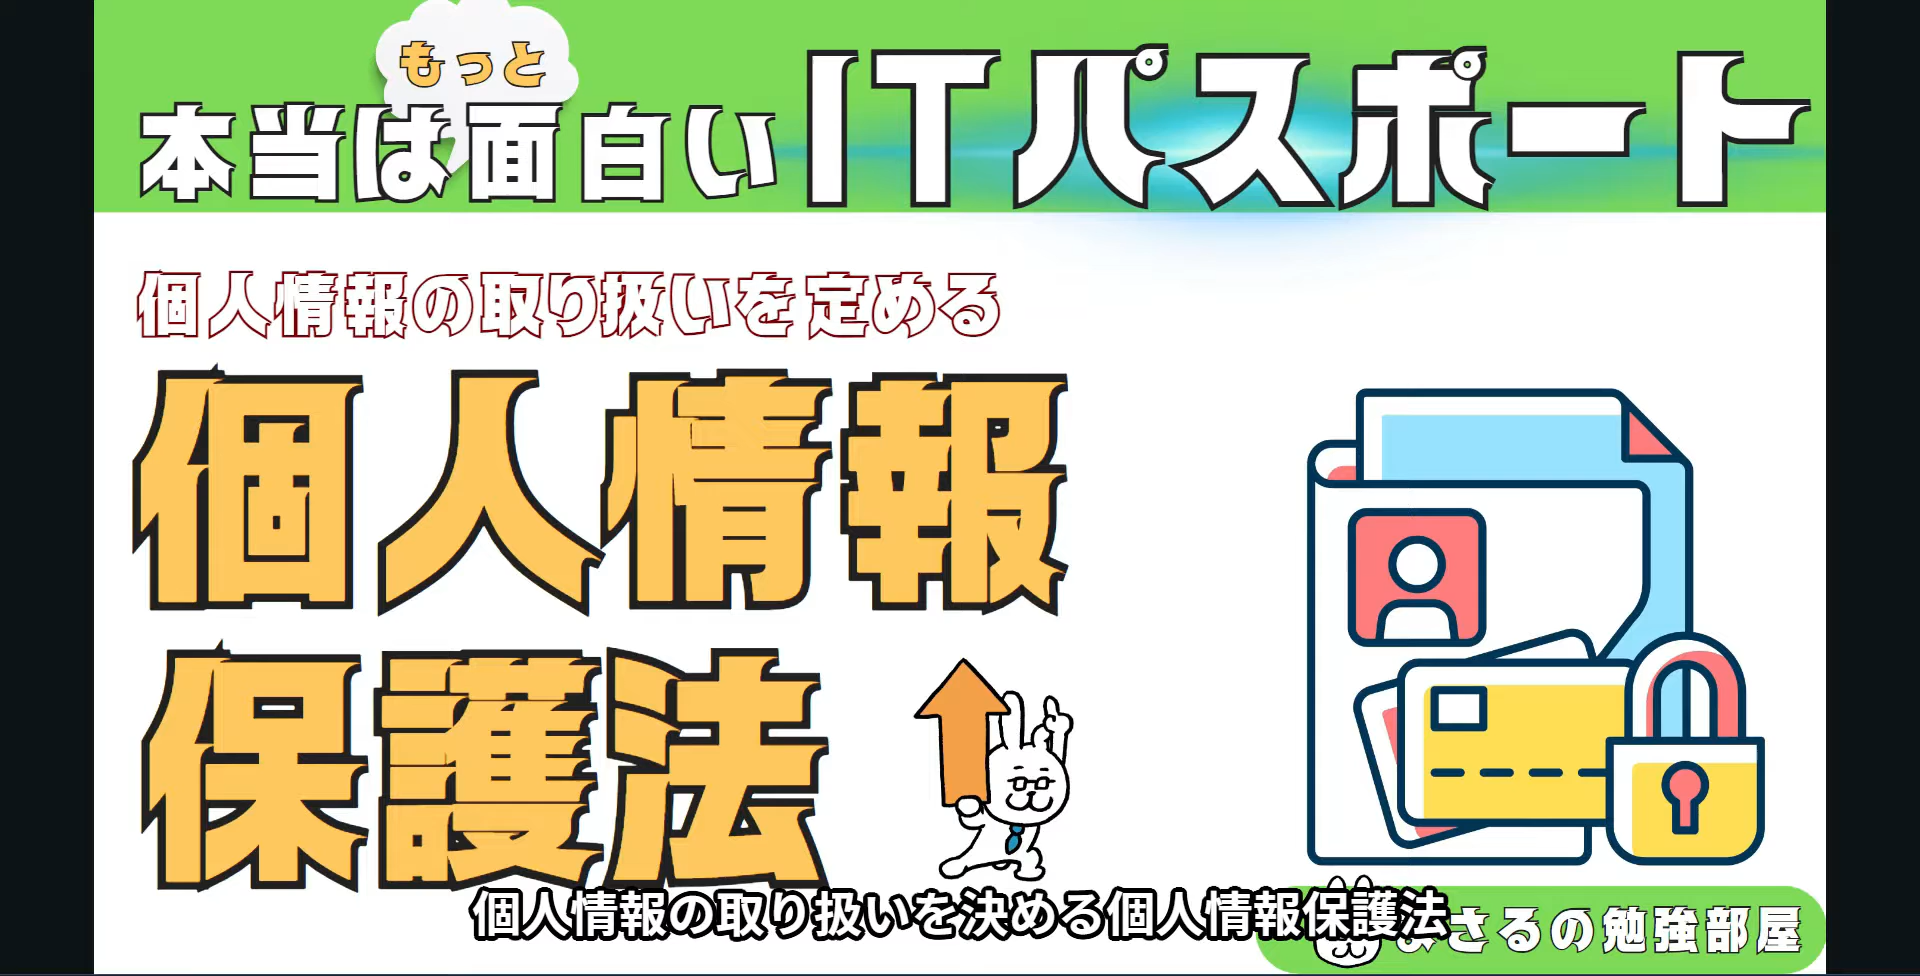 もっと
本当は面白いITパスポート
個人情報の取り扱いを定める
個人情報
保護法
個人情報の取り扱いを決める個人情報保護法
さるの勉強部屋